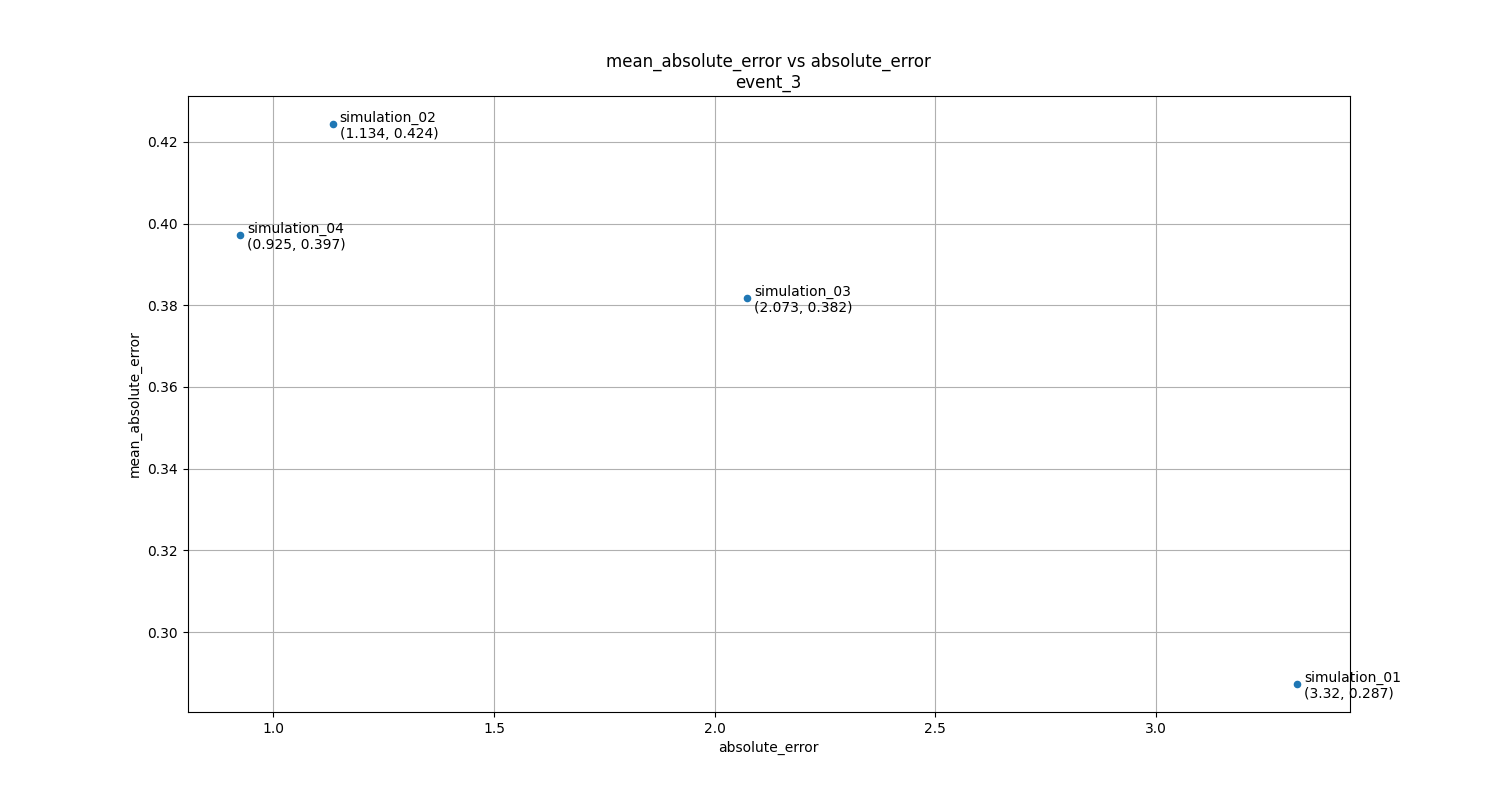 mean_absolute_error vs absolute_error
event_3
simulation_02
(1.134, 0.424)
0.42
simulation_04
(0.925, 0.397)
0.40
simulation_03
(2.073, 0.382)
0.38
0.36
mean_absolute_error
0.34
0.32
0.30
simulation_01
(3.32, 0.287)
1.0 1.5 2.0 2.5 3.0
absolute_error